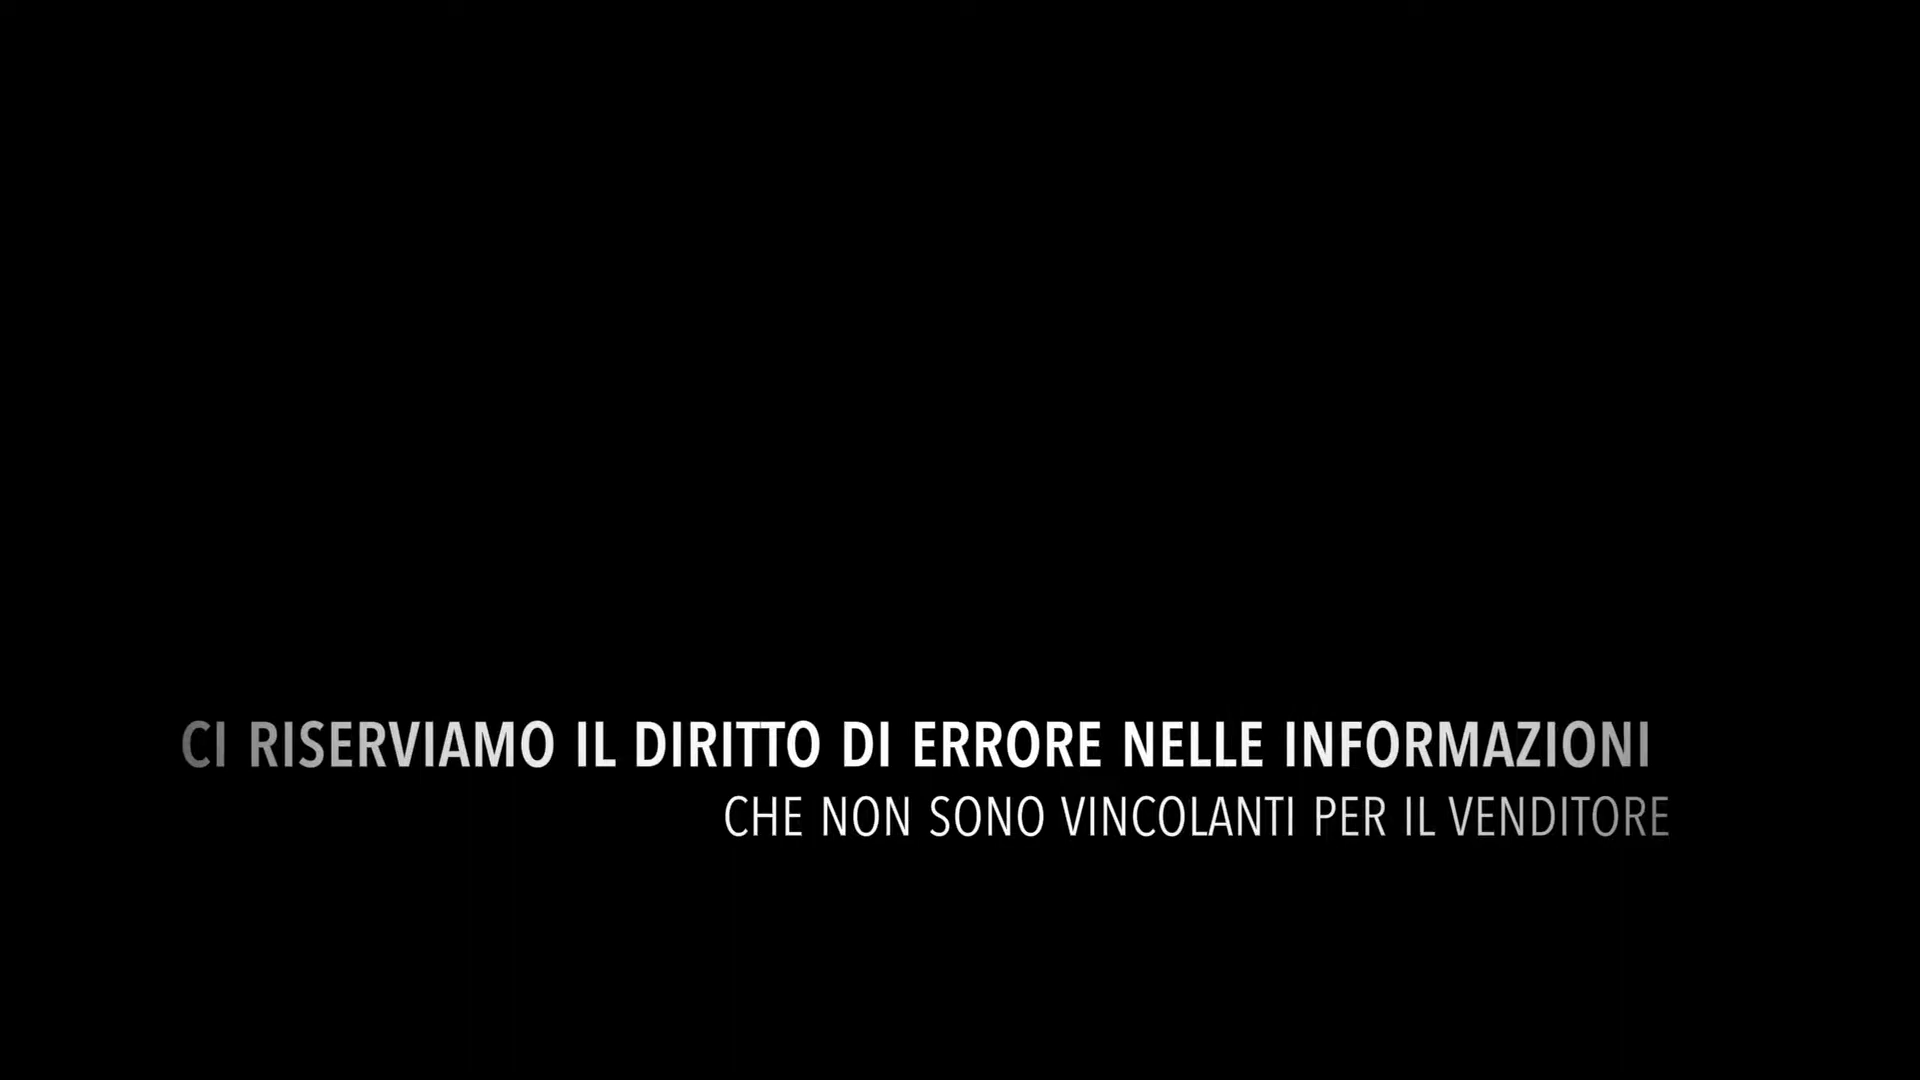 CI RISERVIAMO IL DIRITTO DI ERRORE NELLE INFORMAZIONI
CHE NON SONO VINCOLANTI PER IL VENDITORE